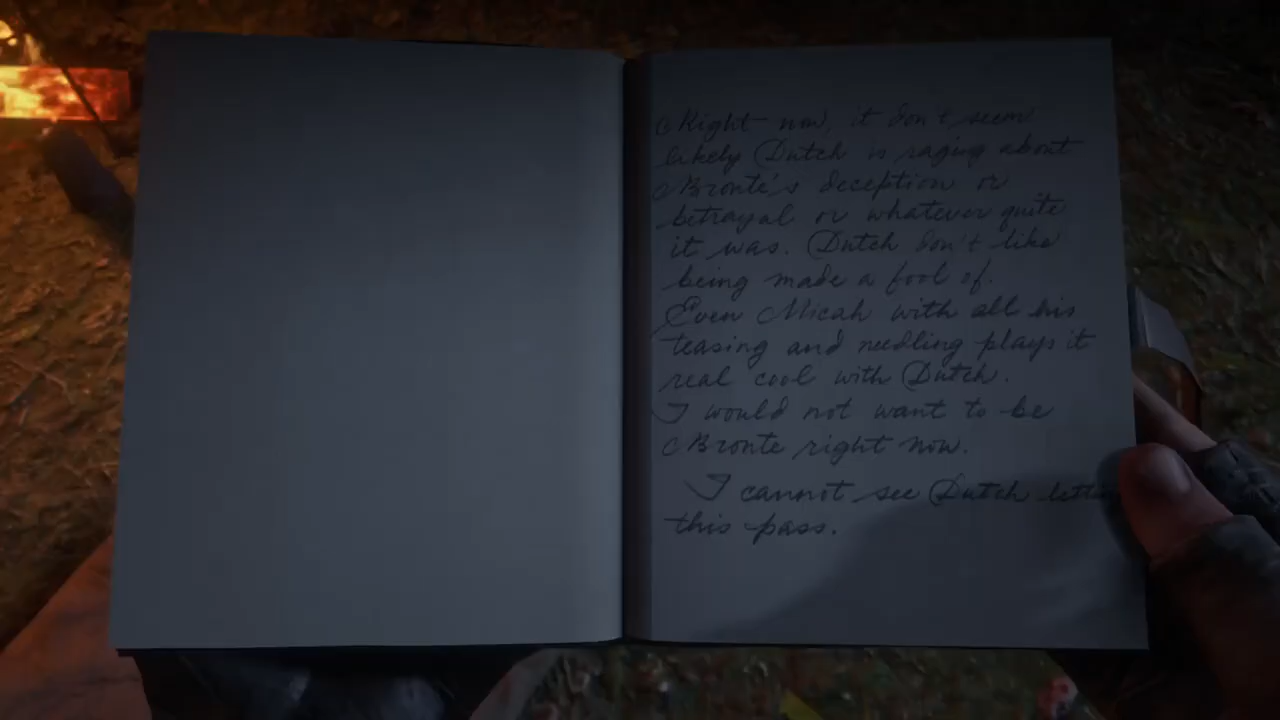 Right now, it don't seem
likely Dutch is raging about
Bronte's deception or
betrayal or whatever quite
it was. Dutch don't like
being made a fool of.
Even Micah with all his
teasing and needling plays it
real cool with Dutch.
I would not want to be
Bronte right now.
I cannot see Dutch lettin
this pass.